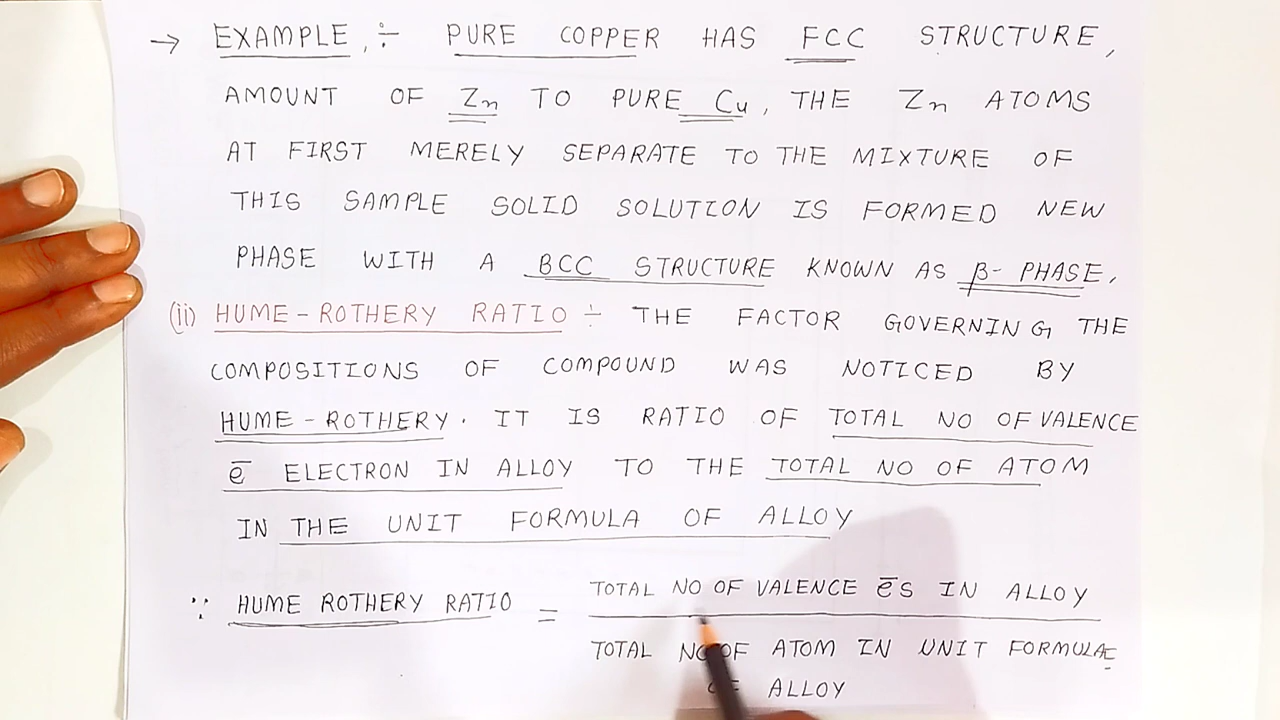 → EXAMPLE, ÷ PURE COPPER HAS FCC STRUCTURE,
AMOUNT OF Zn TO PURE Cu, THE Zn ATOMS
AT FIRST MERELY SEPARATE TO THE MIXTURE OF
THIS SAMPLE SOLID SOLUTION IS FORMED NEW
PHASE WITH A BCC STRUCTURE KNOWN AS β- PHASE,
(ii) HUME-ROTHERY RATIO ÷ THE FACTOR GOVERNING THE
COMPOSITIONS OF COMPOUND WAS NOTICED BY
HUME-ROTHERY. IT IS RATIO OF TOTAL NO OF VALENCE
e̅ ELECTRON IN ALLOY TO THE TOTAL NO OF ATOM
IN THE UNIT FORMULA OF ALLOY
∵ HUME ROTHERY RATIO =
TOTAL NO OF VALENCE e̅s IN ALLOY
TOTAL NO OF ATOM IN UNIT FORMULAE
OF ALLOY